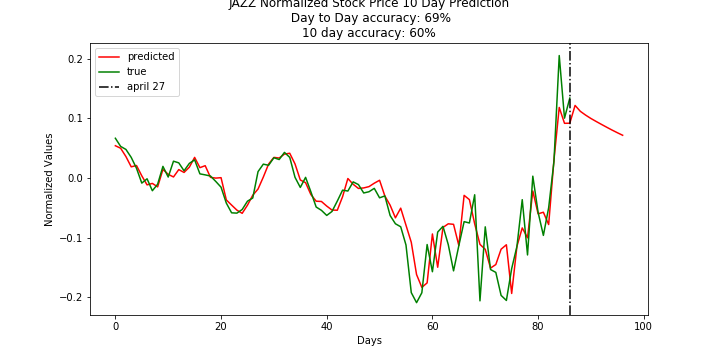 JAZZ Normalized Stock Price 10 Day Prediction
Day to Day accuracy: 69%
10 day accuracy: 60%
predicted
true
april 27
Normalized Values
0.2
0.1
0.0
−0.1
−0.2
0
20
40
60
80
100
Days